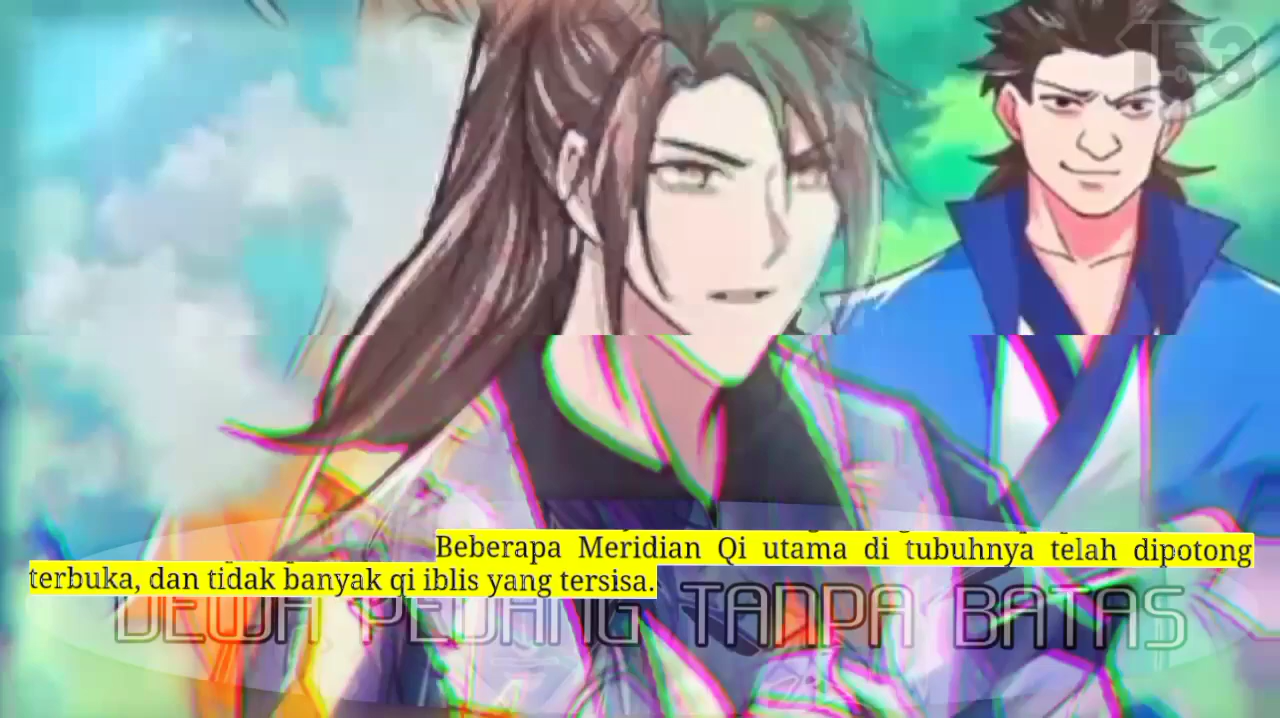 153
Beberapa Meridian Qi utama di tubuhnya telah dipotong
terbuka, dan tidak banyak qi iblis yang tersisa.
DEWA PEDANG TANPA BATAS